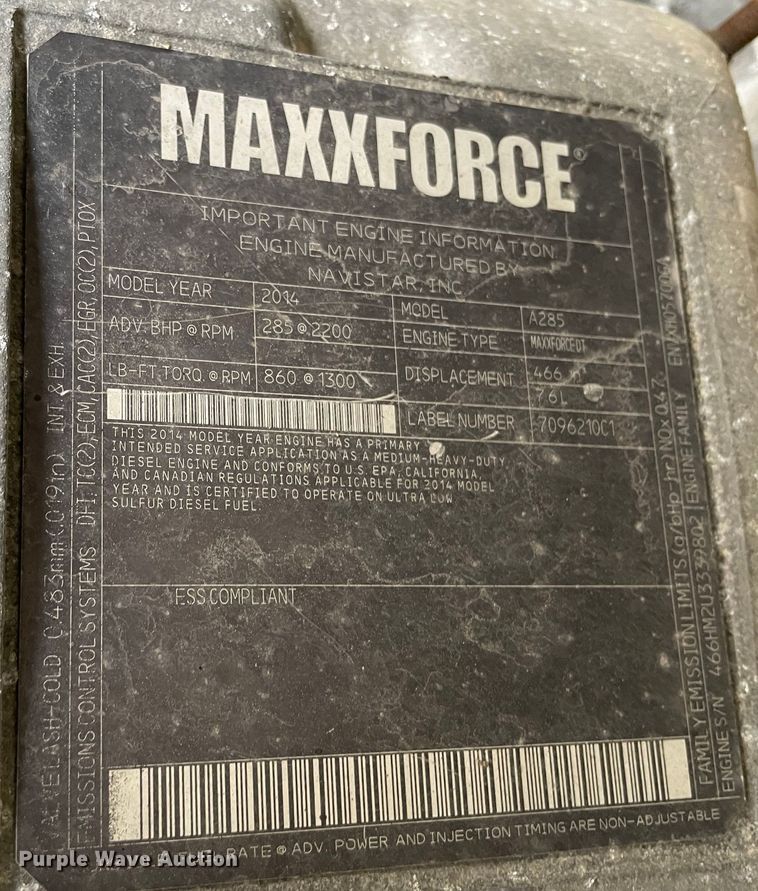 MAXXFORCE®
IMPORTANT ENGINE INFORMATION
ENGINE MANUFACTURED BY
NAVISTAR, INC
MODEL YEAR 2014 MODEL A285
ADV. BHP @ RPM 285 @ 2200 ENGINE TYPE MAXXFORCE DT
LB-FT. TORQ. @ RPM 860 @ 1300 DISPLACEMENT 466
7.6L
LABEL NUMBER 7096210C1
THIS 2014 MODEL YEAR ENGINE HAS A PRIMARY
INTENDED SERVICE APPLICATION AS A MEDIUM-HEAVY-DUTY
DIESEL ENGINE AND CONFORMS TO U.S. EPA, CALIFORNIA,
AND CANADIAN REGULATIONS APPLICABLE FOR 2014 MODEL
YEAR AND IS CERTIFIED TO OPERATE ON ULTRA LOW
SULFUR DIESEL FUEL.
ESS COMPLIANT
VALVE LASH-COLD 0.483mm(.019in) INT. & EXH.
EMISSIONS CONTROL SYSTEMS DFI, TC(2), ECM, CAC(2), EGR, OC(2), PTOX
FAMILY EMISSION LIMITS (g/bHp-hr) NOx 0.47
ENGINE S/N 466HM2U3339802 ENGINE FAMILY
RATE @ ADV. POWER AND INJECTION TIMING ARE NON-ADJUSTABLE
Purple Wave Auction